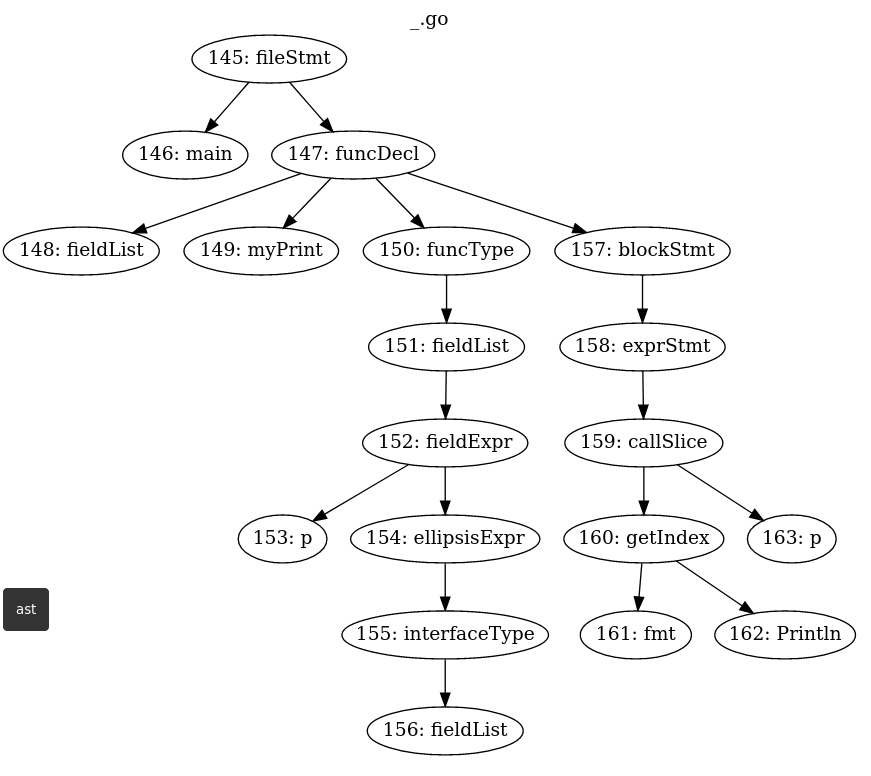 _.go
145: fileStmt
146: main
147: funcDecl
148: fieldList
149: myPrint
150: funcType
157: blockStmt
151: fieldList
158: exprStmt
152: fieldExpr
159: callSlice
153: p
154: ellipsisExpr
160: getIndex
163: p
ast
155: interfaceType
161: fmt
162: Println
156: fieldList